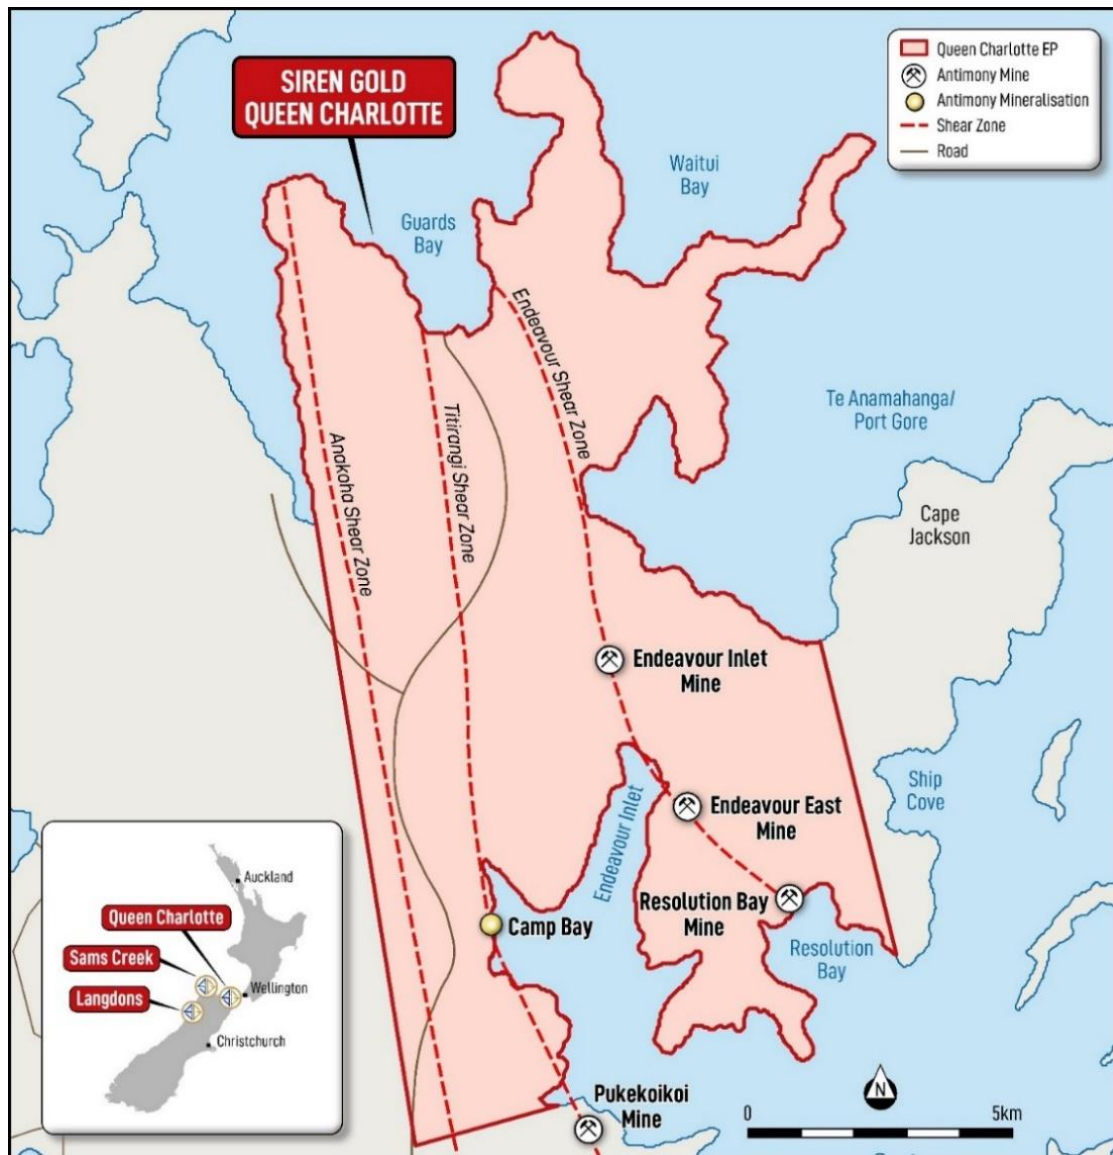 SIREN GOLD
QUEEN CHARLOTTE
Queen Charlotte EP
Antimony Mine
Antimony Mineralisation
Shear Zone
Road
Waitui
Bay
Guards
Bay
Endeavour Shear Zone
Titirangi Shear Zone
Anakoha Shear Zone
Te Anamahanga/
Port Gore
Cape
Jackson
Endeavour Inlet
Mine
Ship
Cove
Endeavour East
Mine
Endeavour Inlet
Resolution Bay
Mine
Camp Bay
Resolution
Bay
Pukekoikoi
Mine
Auckland
Queen Charlotte
Sams Creek
Langdons
Wellington
Christchurch
N
0
5km